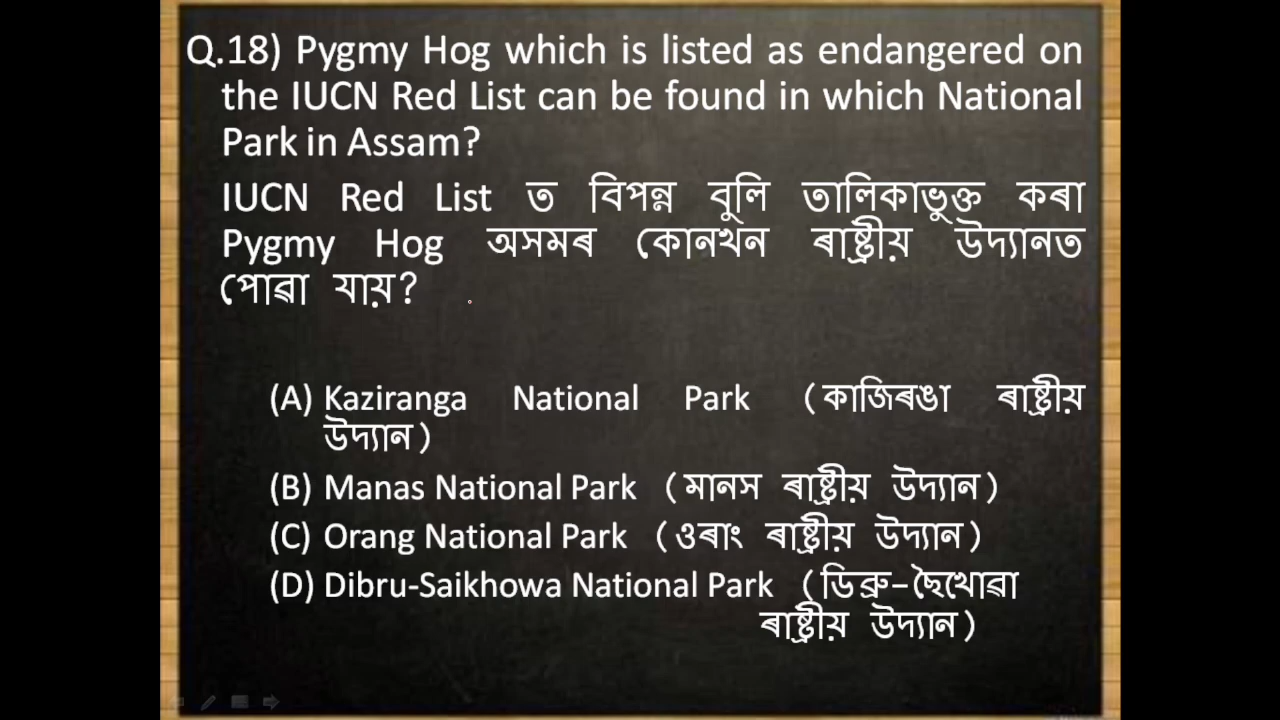 Q.18) Pygmy Hog which is listed as endangered on
the IUCN Red List can be found in which National
Park in Assam?
IUCN Red List ত বিপন্ন বুলি তালিকাভুক্ত কৰা
Pygmy Hog অসমৰ কোনখন ৰাষ্ট্ৰীয় উদ্যানত
পোৱা যায়?
(A) Kaziranga National Park (কাজিৰঙা ৰাষ্ট্ৰীয়
উদ্যান)
(B) Manas National Park (মানস ৰাষ্ট্ৰীয় উদ্যান)
(C) Orang National Park (ওৰাং ৰাষ্ট্ৰীয় উদ্যান)
(D) Dibru-Saikhowa National Park (ডিব্ৰু-ছৈখোৱা
ৰাষ্ট্ৰীয় উদ্যান)